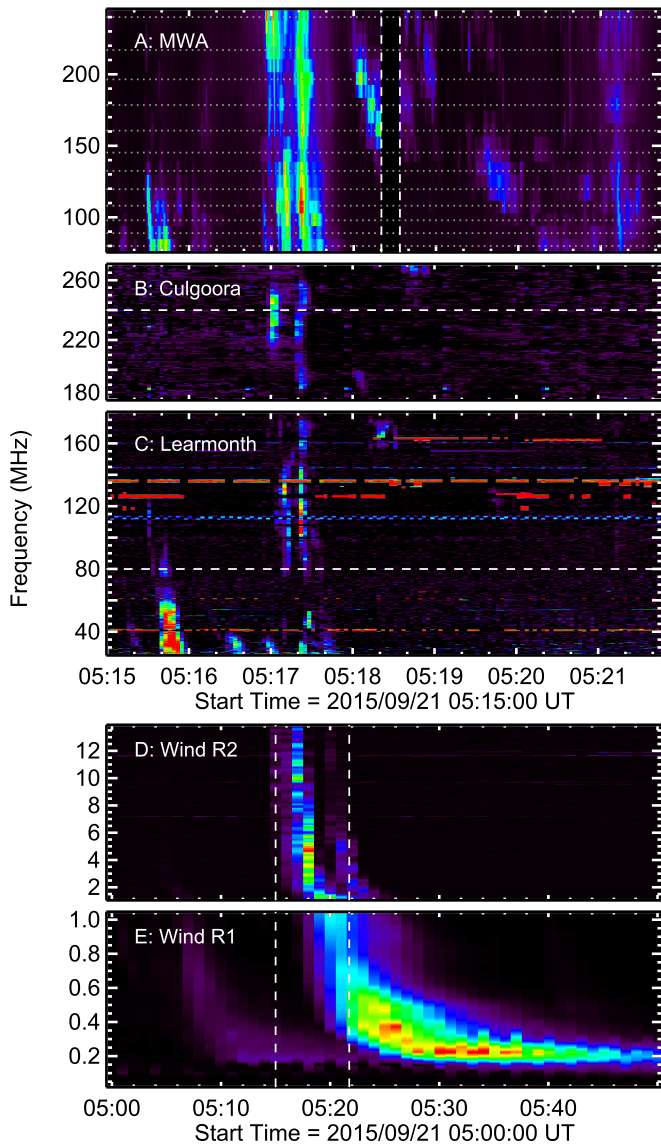 A: MWA
200
150
100
B: Culgoora
260
220
180
C: Learmonth
160
120
80
40
Frequency (MHz)
05:15 05:16 05:17 05:18 05:19 05:20 05:21
Start Time = 2015/09/21 05:15:00 UT
D: Wind R2
12
10
8
6
4
2
E: Wind R1
1.0
0.8
0.6
0.4
0.2
05:00 05:10 05:20 05:30 05:40
Start Time = 2015/09/21 05:00:00 UT